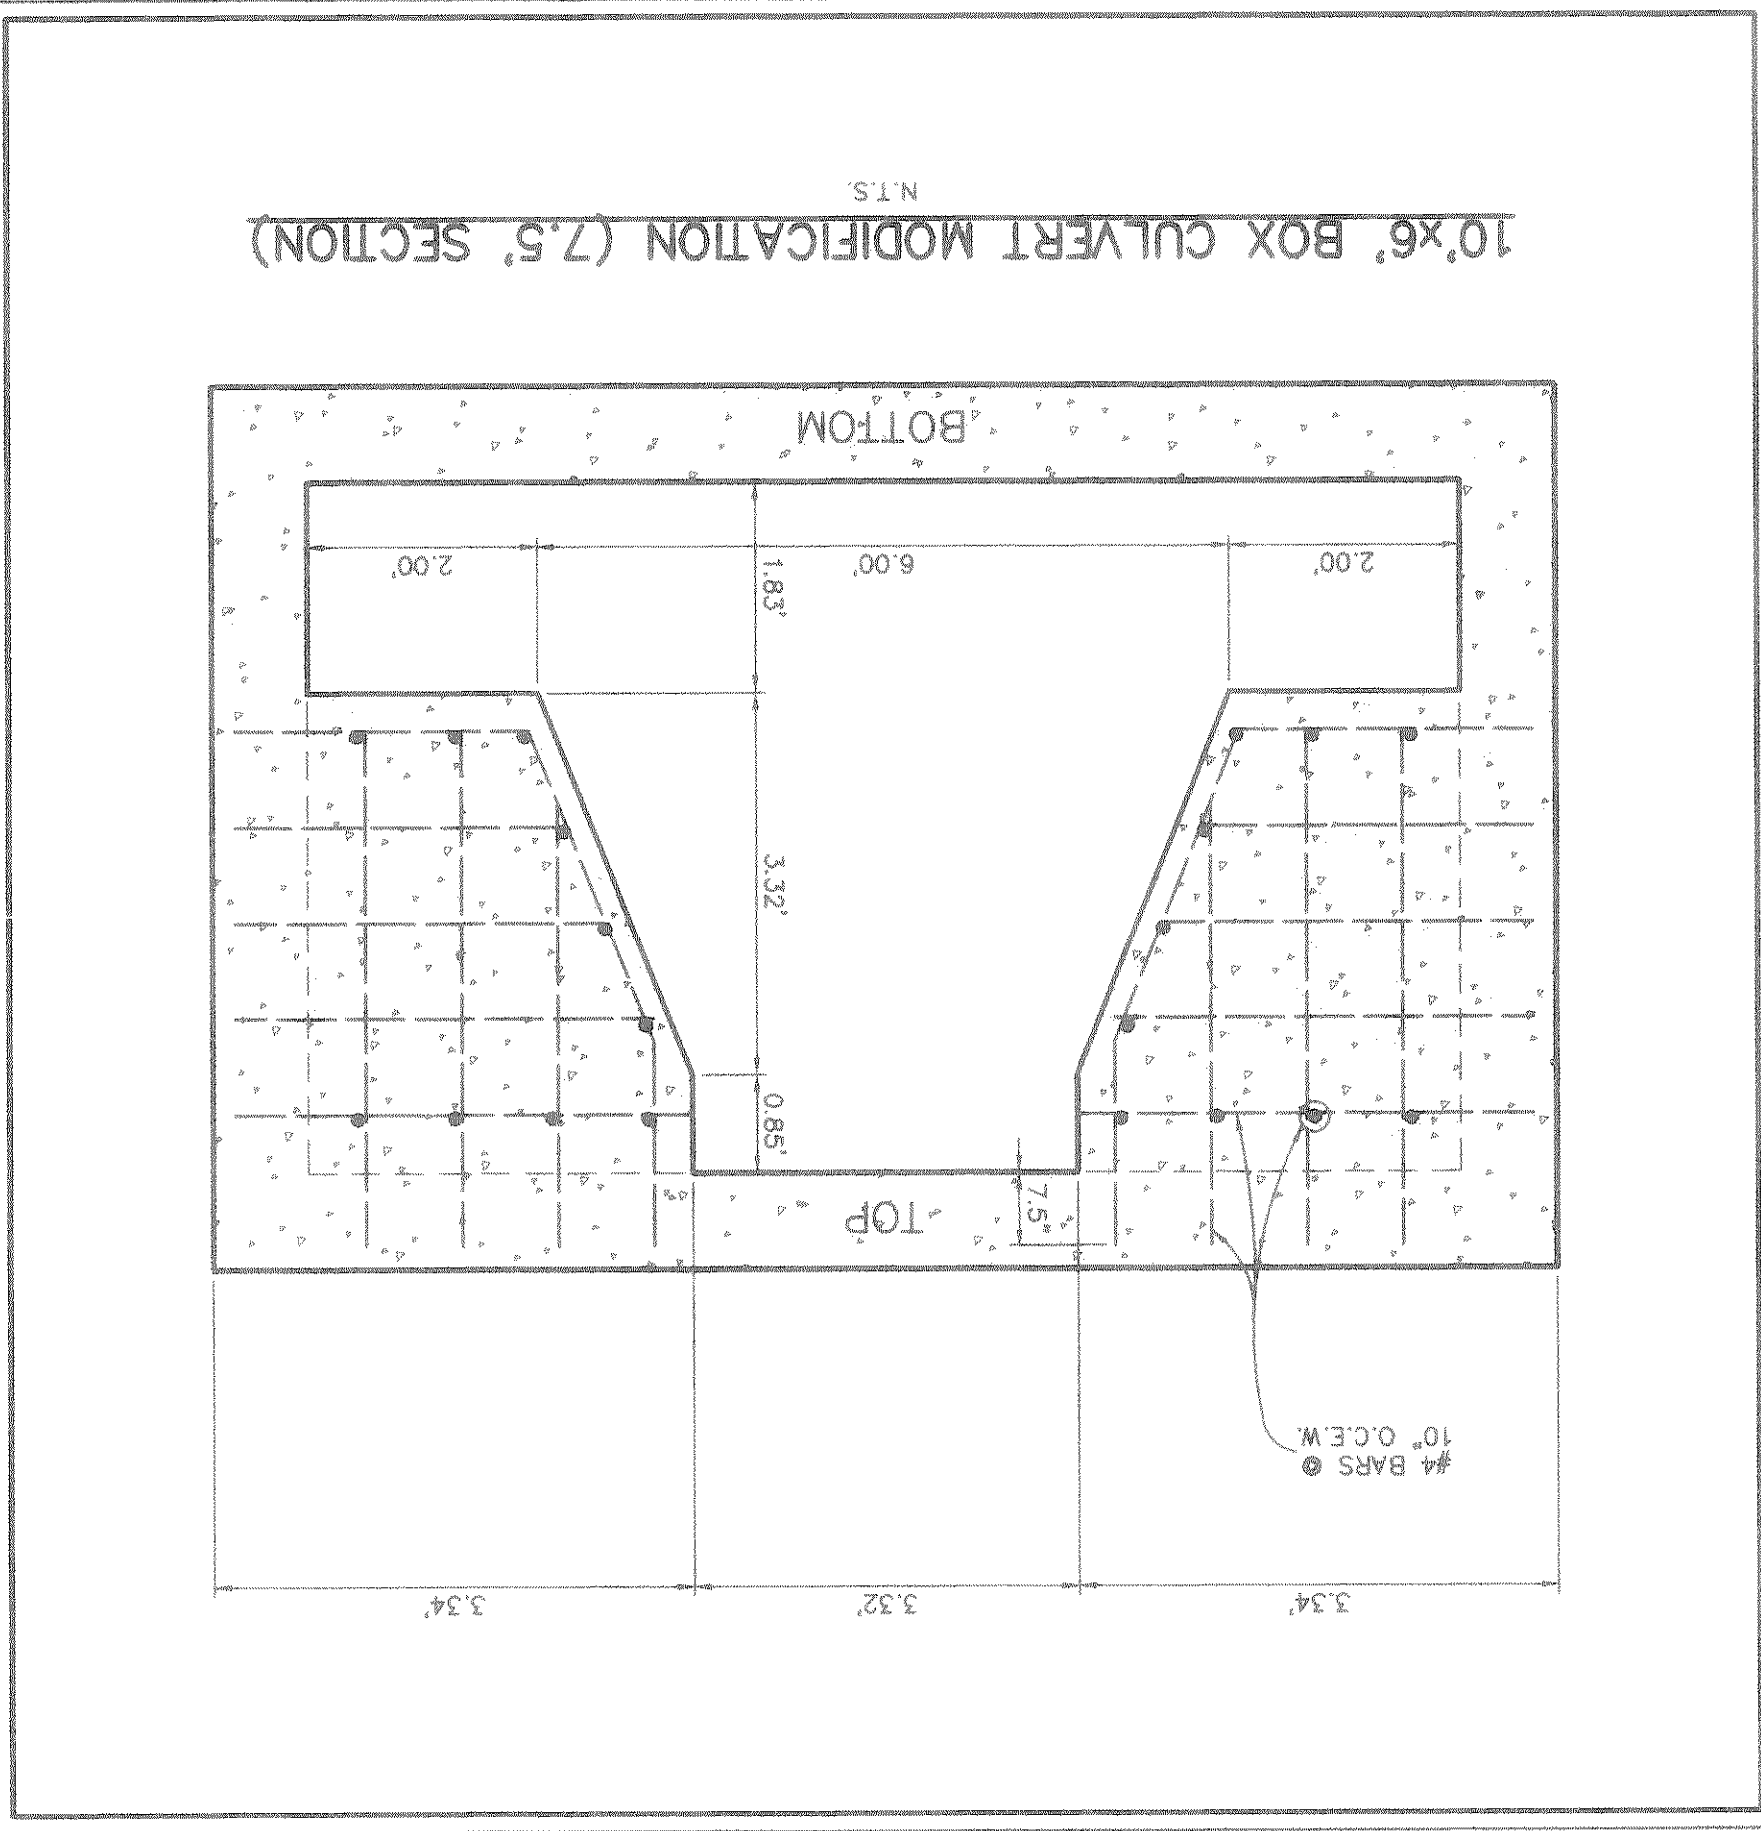 3.34' 3.32' 3.34'
#4 BARS @
10" O.C.E.W.
TOP
7.5"
0.85'
3.32'
1.83'
2.00' 6.00' 2.00'
BOTTOM
10'x6' BOX CULVERT MODIFICATION (7.5' SECTION)
N.T.S.